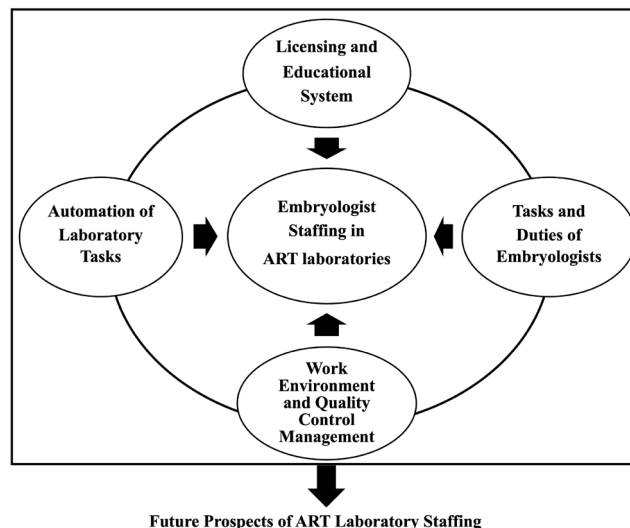 Licensing and
Educational
System
Automation of
Laboratory
Tasks
Embryologist
Staffing in
ART laboratories
Tasks and
Duties of
Embryologists
Work
Environment
and Quality
Control
Management
Future Prospects of ART Laboratory Staffing